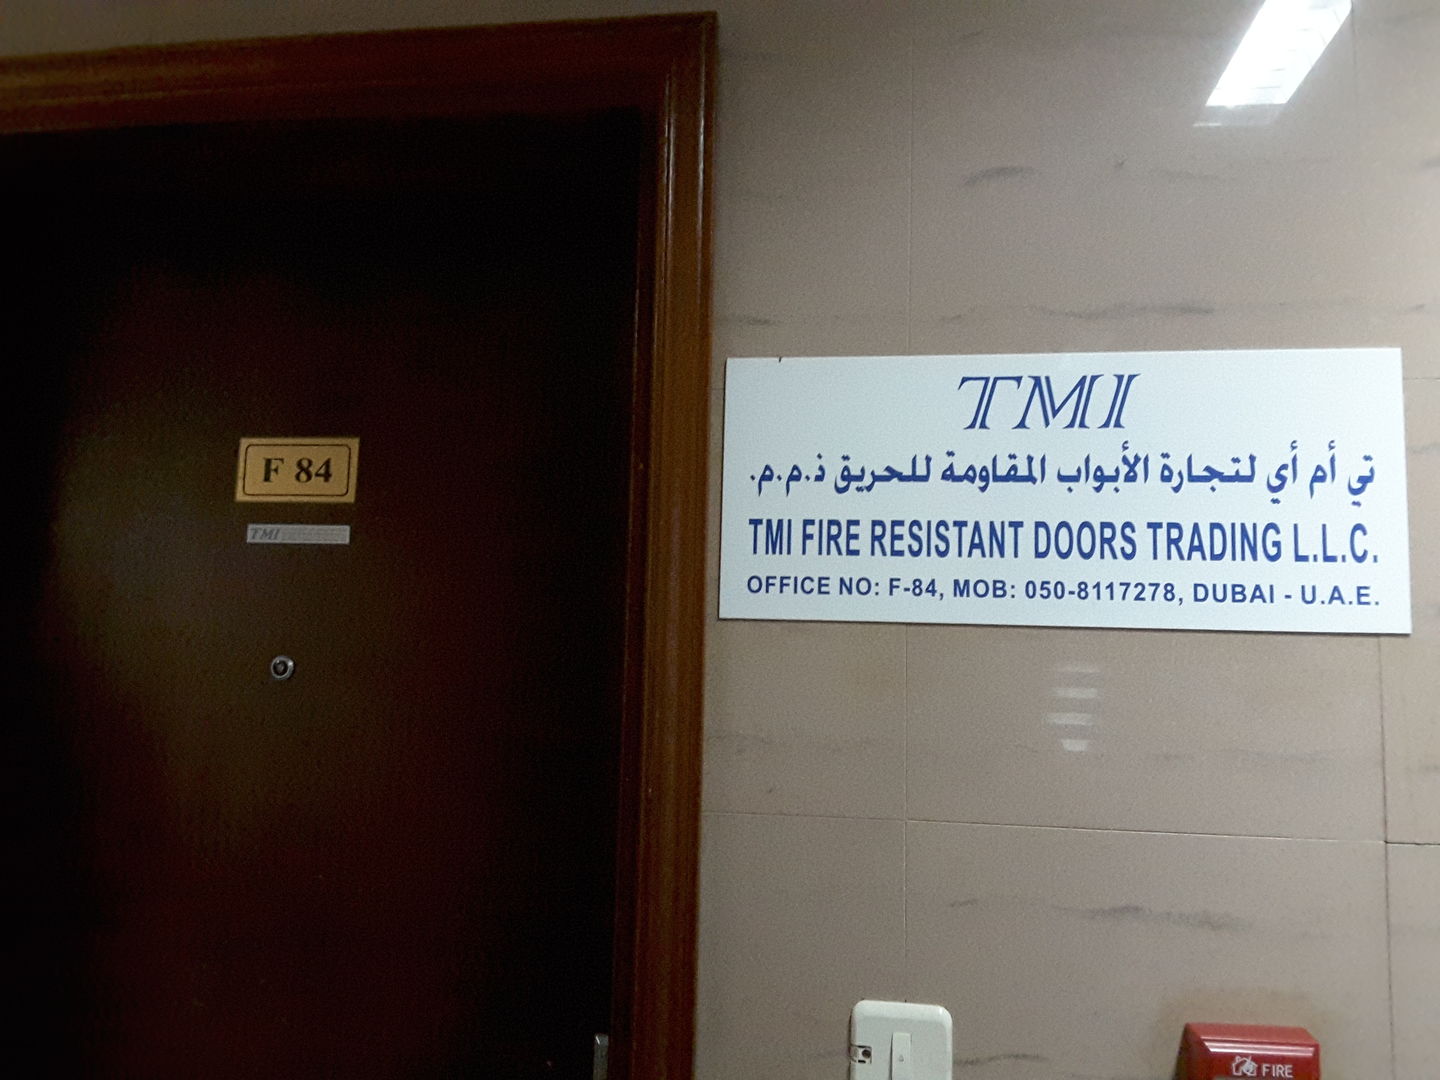 F 84
TMI
TMI
تي أم أي لتجارة الأبواب المقاومة للحريق ذ.م.م.
TMI FIRE RESISTANT DOORS TRADING L.L.C.
OFFICE NO: F-84, MOB: 050-8117278, DUBAI - U.A.E.
FIRE